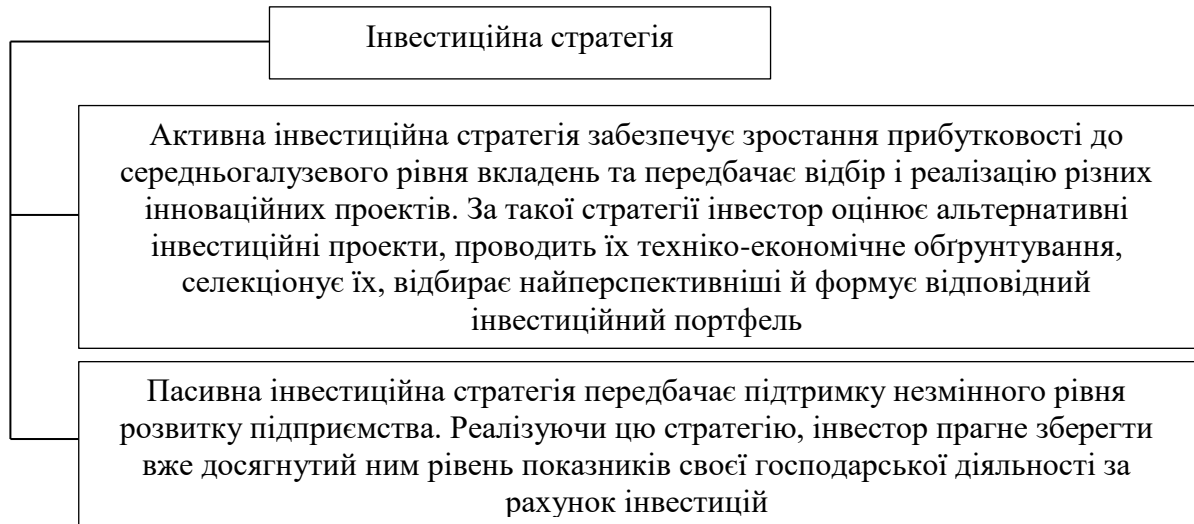 Інвестиційна стратегія
Активна інвестиційна стратегія забезпечує зростання прибутковості до
середньогалузевого рівня вкладень та передбачає відбір і реалізацію різних
інноваційних проектів. За такої стратегії інвестор оцінює альтернативні
інвестиційні проекти, проводить їх техніко-економічне обґрунтування,
селекціонує їх, відбирає найперспективніші й формує відповідний
інвестиційний портфель
Пасивна інвестиційна стратегія передбачає підтримку незмінного рівня
розвитку підприємства. Реалізуючи цю стратегію, інвестор прагне зберегти
вже досягнутий ним рівень показників своєї господарської діяльності за
рахунок інвестицій